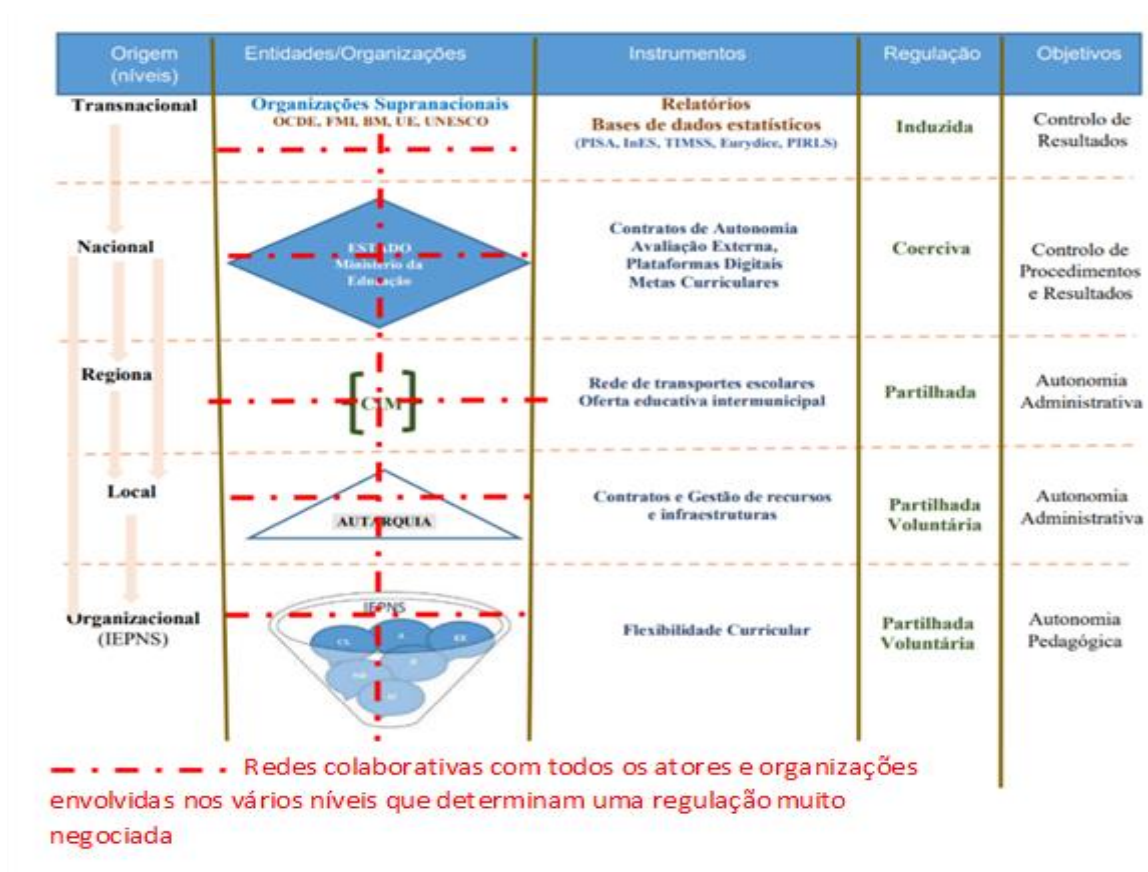 Origem
(níveis)
Entidades/Organizações
Instrumentos
Regulação
Objetivos
Transnacional
Organizações Supranacionais
OCDE, FMI, BM, UE, UNESCO
Relatórios
Bases de dados estatísticos
(PISA, InES, TIMSS, Eurydice, PIRLS)
Induzida
Controlo de
Resultados
Nacional
ESTADO
Ministério da
Educação
Contratos de Autonomia
Avaliação Externa,
Plataformas Digitais
Metas Curriculares
Coerciva
Controlo de
Procedimentos
e Resultados
Regiona
CIM
Rede de transportes escolares
Oferta educativa intermunicipal
Partilhada
Autonomia
Administrativa
Local
AUTARQUIA
Contratos e Gestão de recursos
e infraestruturas
Partilhada
Voluntária
Autonomia
Administrativa
Organizacional
(IEPNS)
IEPNS
Flexibilidade Curricular
Partilhada
Voluntária
Autonomia
Pedagógica
Redes colaborativas com todos os atores e organizações
envolvidas nos vários níveis que determinam uma regulação muito
negociada